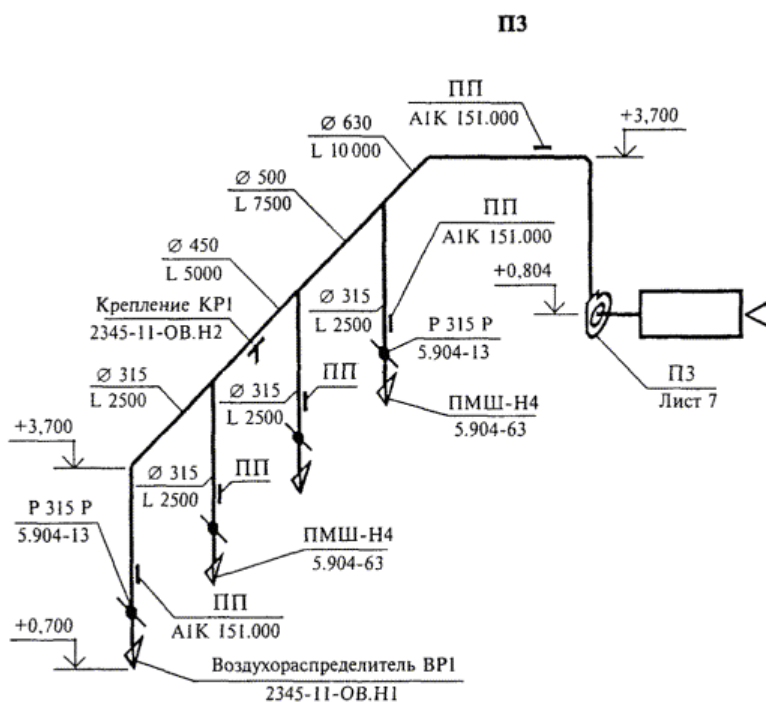 П3
ПП
А1К 151.000
+3,700
Ø 630
L 10 000
Ø 500
L 7500
ПП
А1К 151.000
Ø 450
L 5000
+0,804
Крепление КР1
2345-11-ОВ.Н2
Ø 315
L 2500
Р 315 Р
5.904-13
П3
Лист 7
Ø 315
L 2500
Ø 315
L 2500
ПП
ПМШ-Н4
5.904-63
+3,700
Ø 315
L 2500
ПП
Р 315 Р
5.904-13
ПМШ-Н4
5.904-63
ПП
А1К 151.000
+0,700
Воздухораспределитель ВР1
2345-11-ОВ.Н1